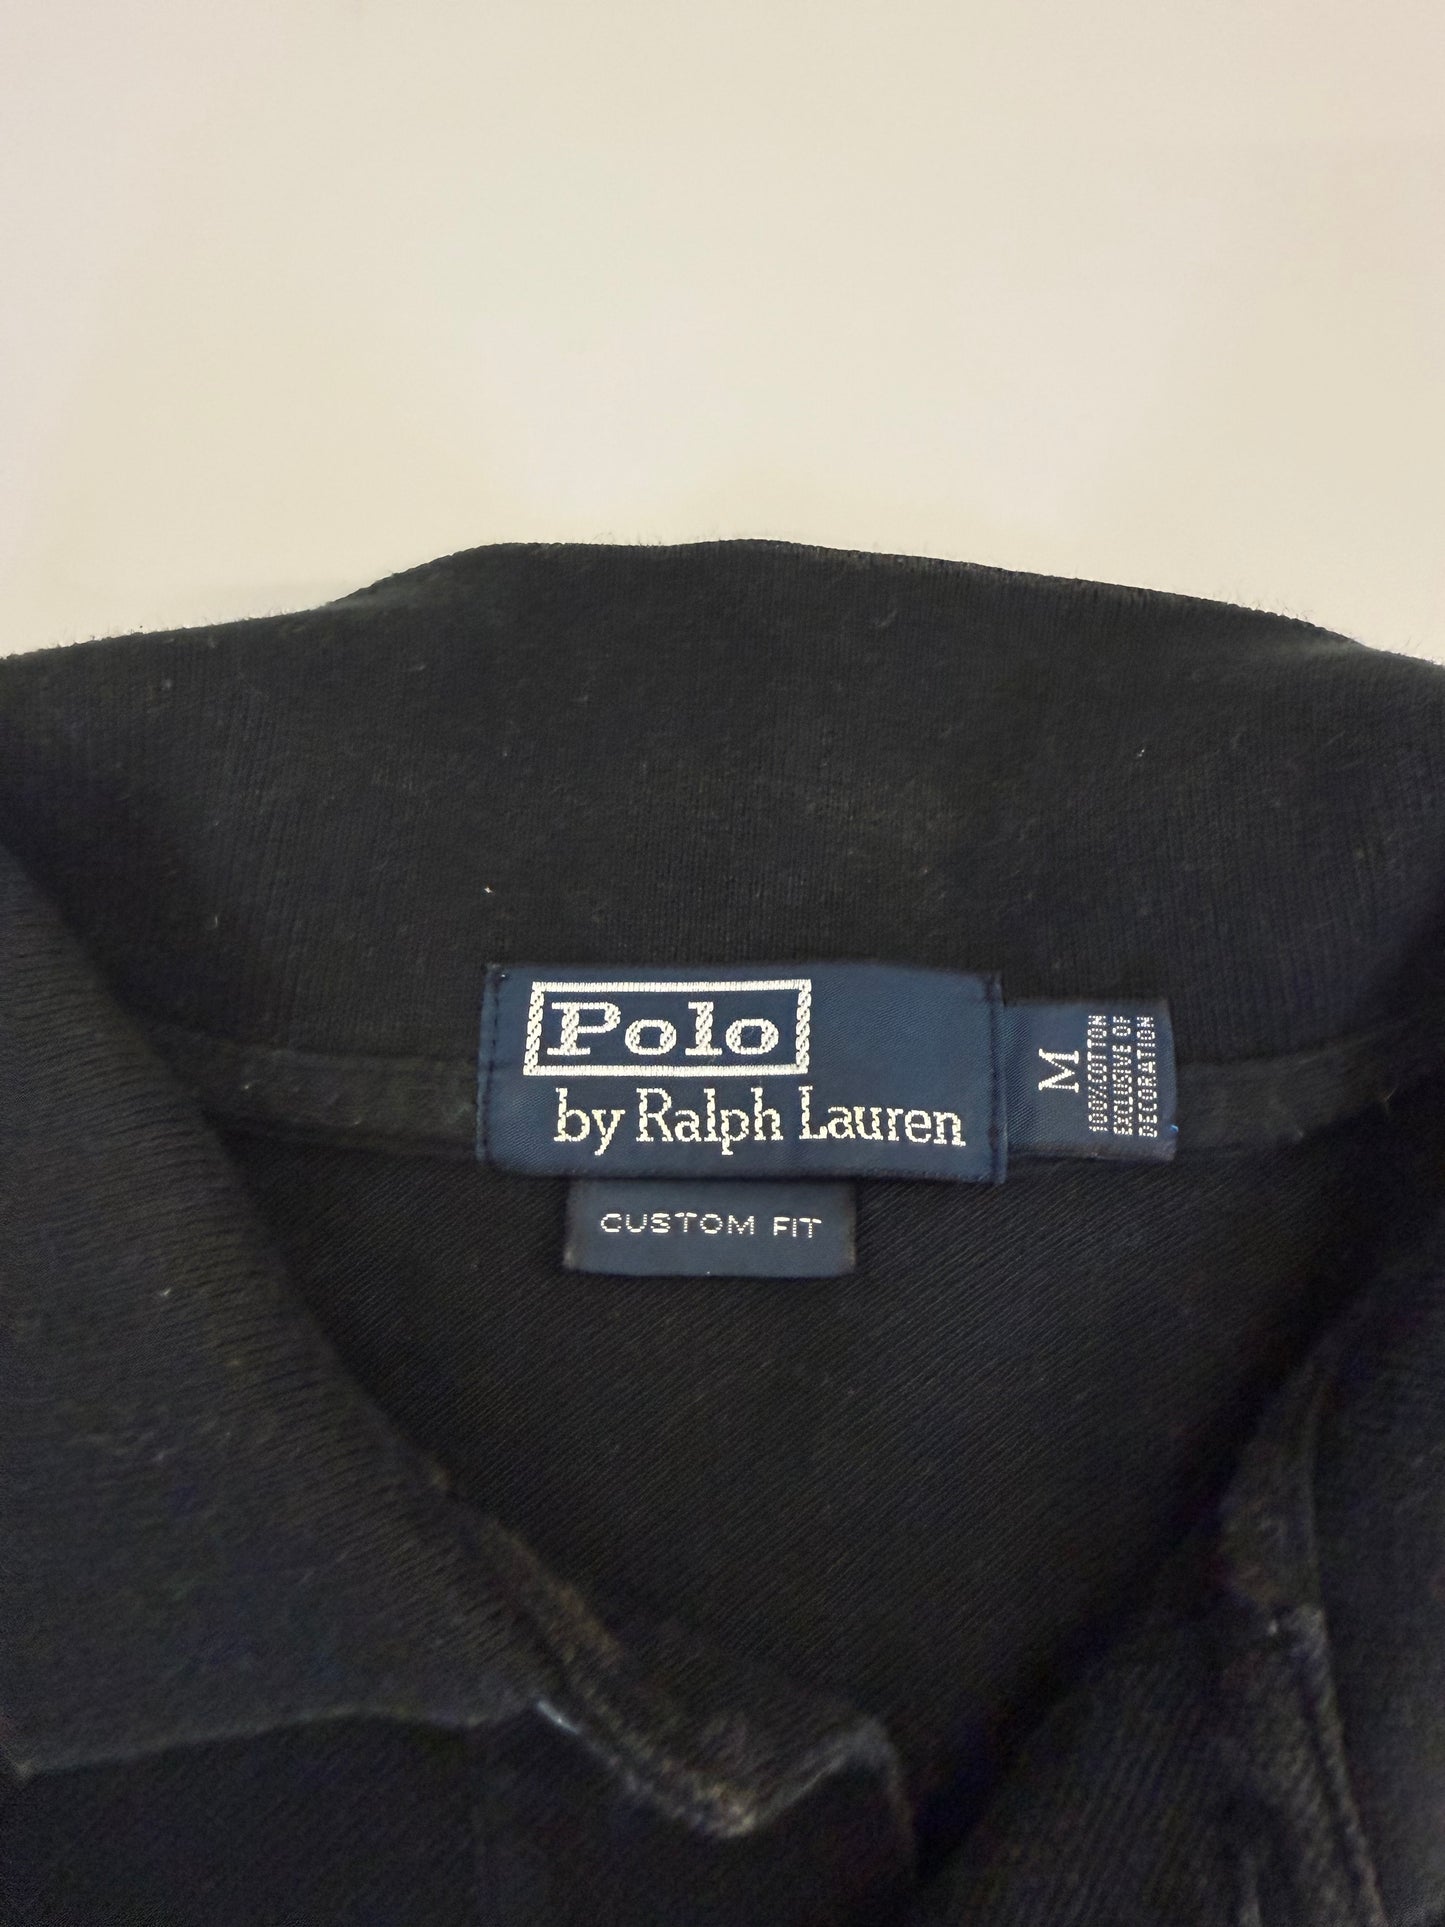 Polo
by Ralph Lauren
CUSTOM FIT
M
100% COTTON
EXCLUSIVE OF
DECORATION